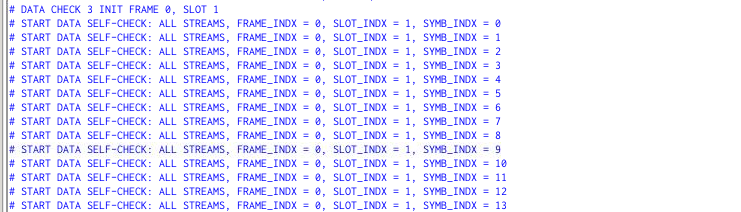 # DATA CHECK 3 INIT FRAME 0, SLOT 1
# START DATA SELF-CHECK: ALL STREAMS, FRAME_INDX = 0, SLOT_INDX = 1, SYMB_INDX = 0
# START DATA SELF-CHECK: ALL STREAMS, FRAME_INDX = 0, SLOT_INDX = 1, SYMB_INDX = 1
# START DATA SELF-CHECK: ALL STREAMS, FRAME_INDX = 0, SLOT_INDX = 1, SYMB_INDX = 2
# START DATA SELF-CHECK: ALL STREAMS, FRAME_INDX = 0, SLOT_INDX = 1, SYMB_INDX = 3
# START DATA SELF-CHECK: ALL STREAMS, FRAME_INDX = 0, SLOT_INDX = 1, SYMB_INDX = 4
# START DATA SELF-CHECK: ALL STREAMS, FRAME_INDX = 0, SLOT_INDX = 1, SYMB_INDX = 5
# START DATA SELF-CHECK: ALL STREAMS, FRAME_INDX = 0, SLOT_INDX = 1, SYMB_INDX = 6
# START DATA SELF-CHECK: ALL STREAMS, FRAME_INDX = 0, SLOT_INDX = 1, SYMB_INDX = 7
# START DATA SELF-CHECK: ALL STREAMS, FRAME_INDX = 0, SLOT_INDX = 1, SYMB_INDX = 8
# START DATA SELF-CHECK: ALL STREAMS, FRAME_INDX = 0, SLOT_INDX = 1, SYMB_INDX = 9
# START DATA SELF-CHECK: ALL STREAMS, FRAME_INDX = 0, SLOT_INDX = 1, SYMB_INDX = 10
# START DATA SELF-CHECK: ALL STREAMS, FRAME_INDX = 0, SLOT_INDX = 1, SYMB_INDX = 11
# START DATA SELF-CHECK: ALL STREAMS, FRAME_INDX = 0, SLOT_INDX = 1, SYMB_INDX = 12
# START DATA SELF-CHECK: ALL STREAMS, FRAME_INDX = 0, SLOT_INDX = 1, SYMB_INDX = 13